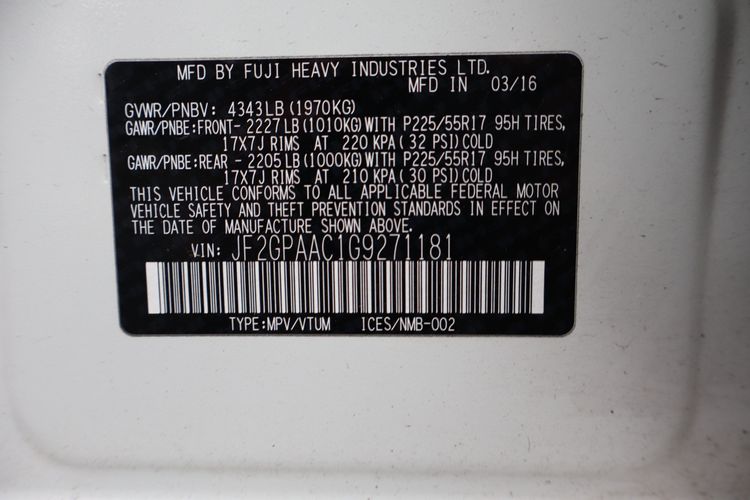 MFD BY FUJI HEAVY INDUSTRIES LTD.
MFD IN 03/16
GVWR/PNBV: 4343LB (1970KG)
GAWR/PNBE:FRONT- 2227LB (1010KG)WITH P225/55R17 95H TIRES,
17X7J RIMS AT 220 KPA ( 32 PSI) COLD
GAWR/PNBE:REAR - 2205LB (1000KG)WITH P225/55R17 95H TIRES,
17X7J RIMS AT 210 KPA ( 30 PSI) COLD
THIS VEHICLE CONFORMS TO ALL APPLICABLE FEDERAL MOTOR
VEHICLE SAFETY AND THEFT PREVENTION STANDARDS IN EFFECT ON
THE DATE OF MANUFACTURE SHOWN ABOVE.
VIN: JF2GPAAC1G9271181
TYPE:MPV/VTUM ICES/NMB-002